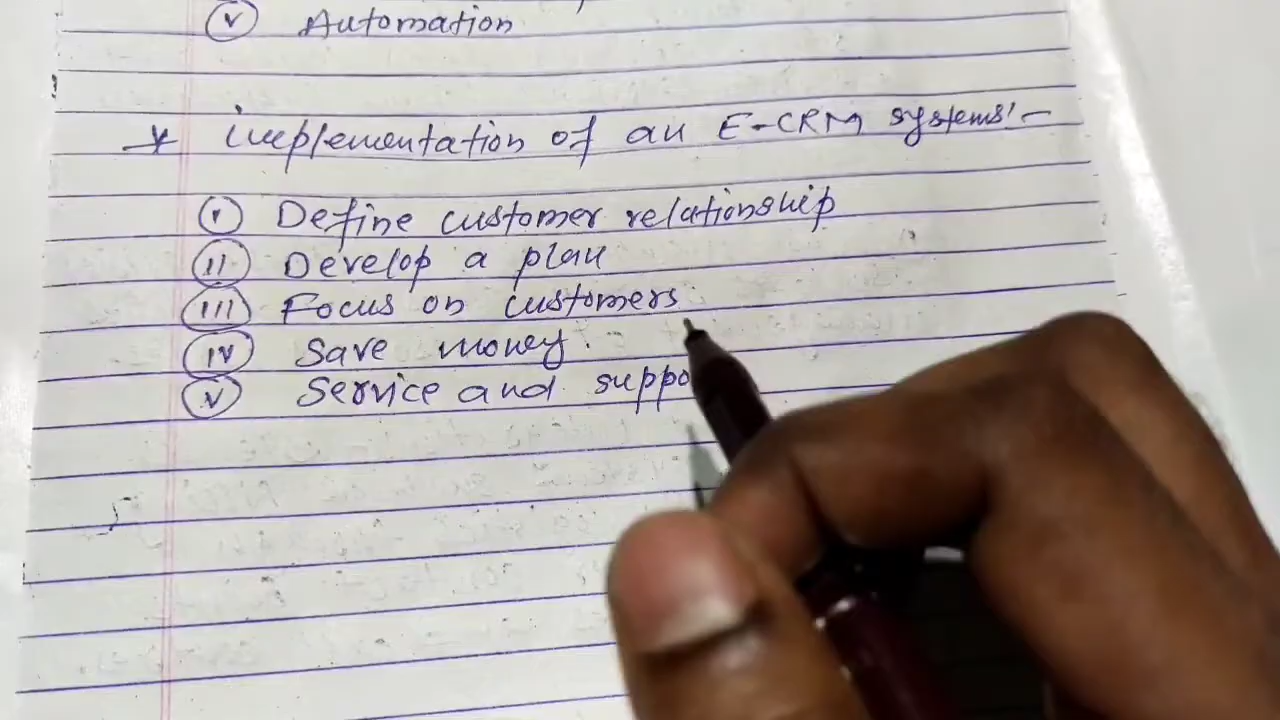 (v) Automation
* implementation of an E-CRM systems:-
(i) Define customer relationship
(ii) Develop a plan
(iii) Focus on customers
(iv) Save money.
(v) Service and suppo